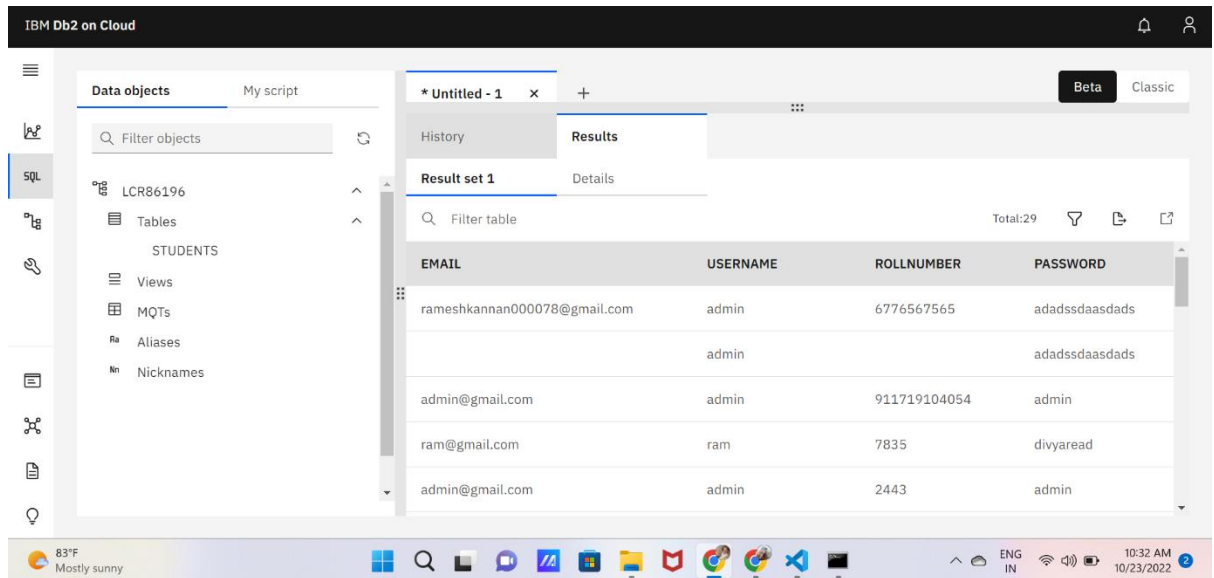 IBM Db2 on Cloud
Data objects My script
* Untitled - 1 × +
Beta Classic
Filter objects
History Results
SQL
Result set 1 Details
LCR86196
Filter table Total:29
Tables
STUDENTS
Views
MQTs
Ra Aliases
Nn Nicknames
EMAIL USERNAME ROLLNUMBER PASSWORD
rameshkannan000078@gmail.com admin 6776567565 adadssdaasdads
admin adadssdaasdads
admin@gmail.com admin 911719104054 admin
ram@gmail.com ram 7835 divyaread
admin@gmail.com admin 2443 admin
83°F
Mostly sunny
ENG
IN
10:32 AM
10/23/2022
2